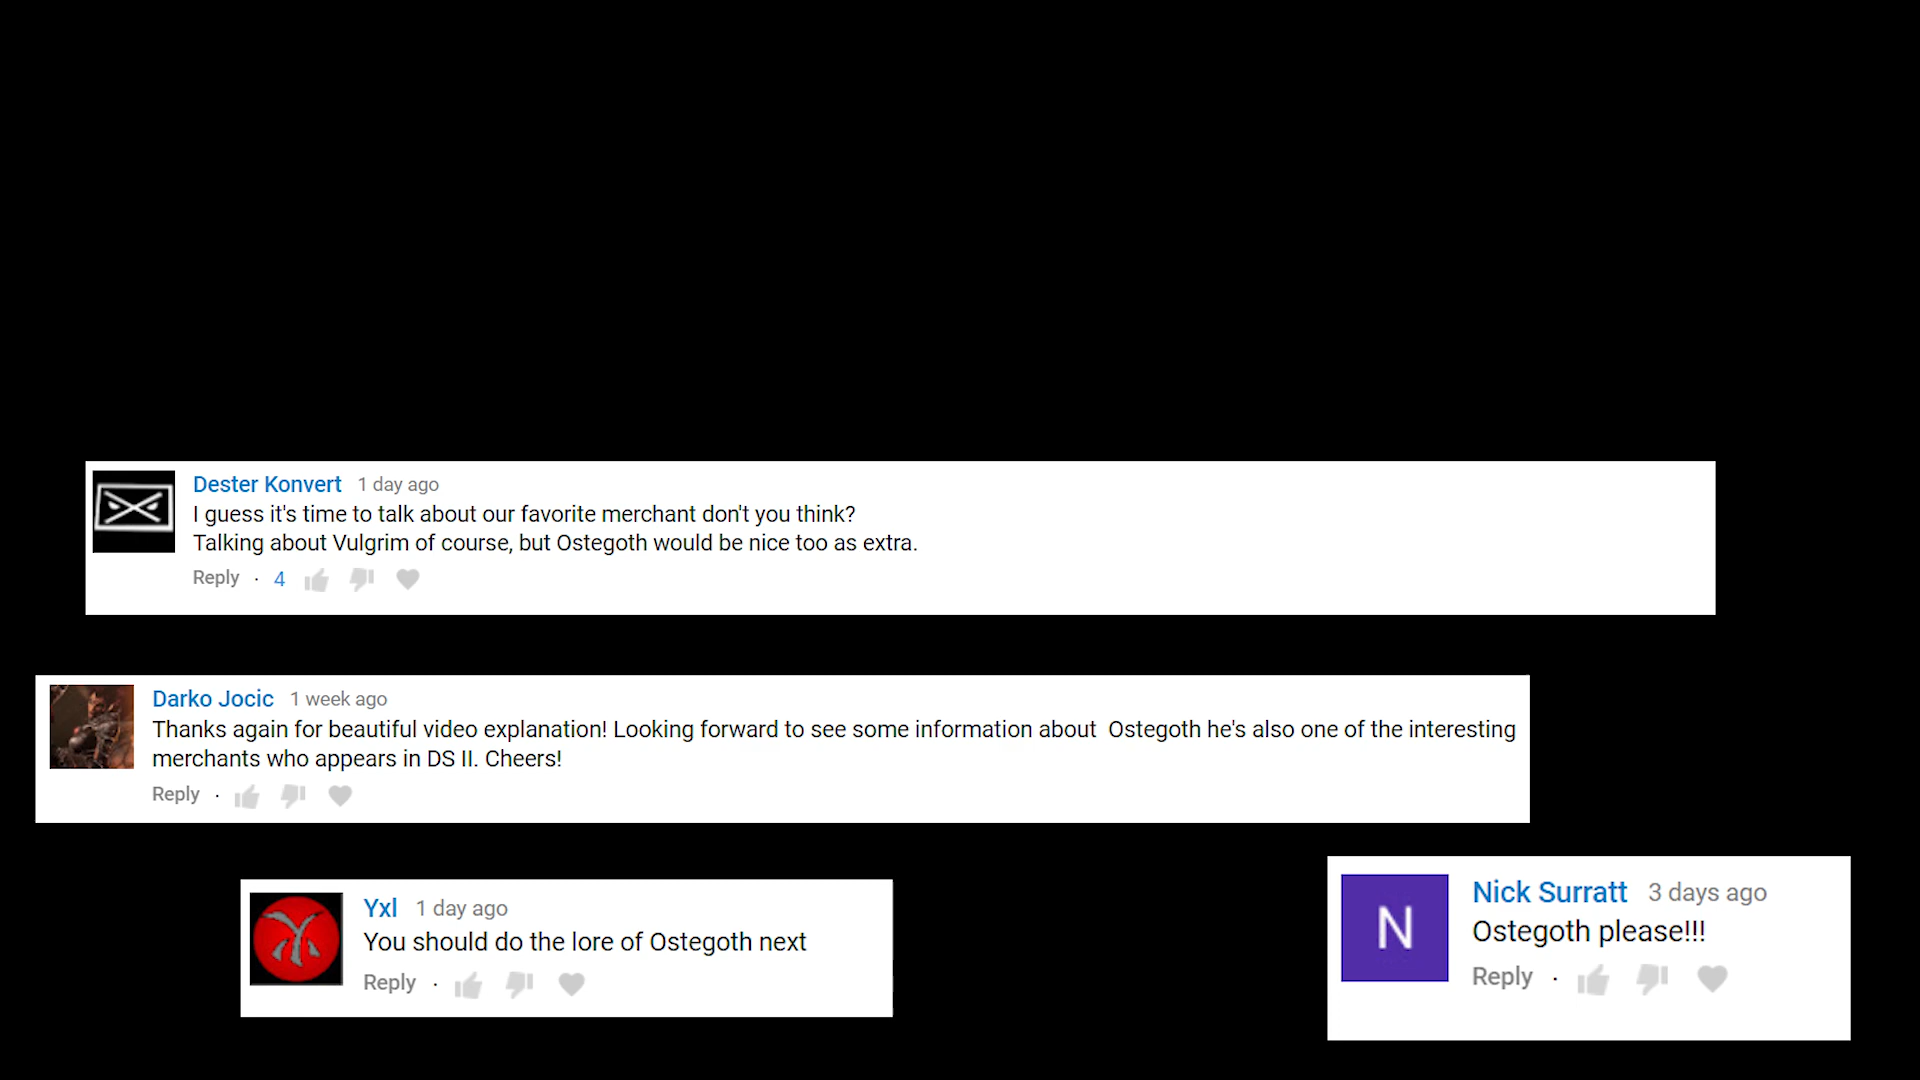 Dester Konvert 1 day ago
I guess it's time to talk about our favorite merchant don't you think?
Talking about Vulgrim of course, but Ostegoth would be nice too as extra.
Reply · 4
Darko Jocic 1 week ago
Thanks again for beautiful video explanation! Looking forward to see some information about  Ostegoth he's also one of the interesting
merchants who appears in DS II. Cheers!
Reply ·
Yxl 1 day ago
You should do the lore of Ostegoth next
Reply ·
N
Nick Surratt 3 days ago
Ostegoth please!!!
Reply ·